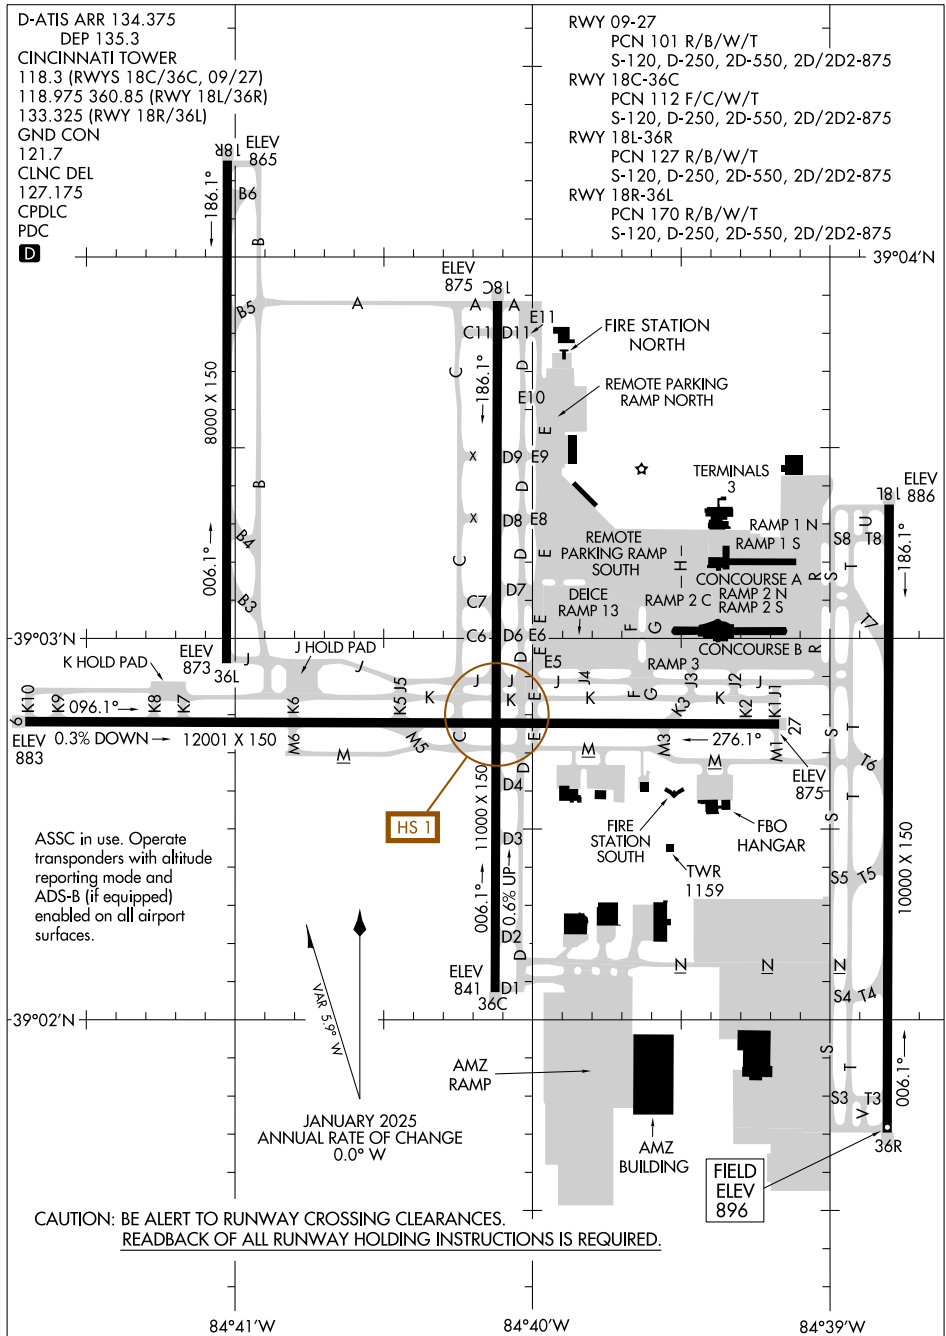 D-ATIS ARR 134.375
DEP 135.3
CINCINNATI TOWER
118.3 (RWYS 18C/36C, 09/27)
118.975 360.85 (RWY 18L/36R)
133.325 (RWY 18R/36L)
GND CON
121.7
CLNC DEL
127.175
CPDLC
PDC
D
RWY 09-27
PCN 101 R/B/W/T
S-120, D-250, 2D-550, 2D/2D2-875
RWY 18C-36C
PCN 112 F/C/W/T
S-120, D-250, 2D-550, 2D/2D2-875
RWY 18L-36R
PCN 127 R/B/W/T
S-120, D-250, 2D-550, 2D/2D2-875
RWY 18R-36L
PCN 170 R/B/W/T
S-120, D-250, 2D-550, 2D/2D2-875
18R
ELEV
865
186.1°
B6
B
39°04'N
ELEV
875
18C
A
A
A
B5
C11
D11
E11
FIRE STATION
NORTH
C
186.1°
D
8000 X 150
REMOTE PARKING
RAMP NORTH
E10
E
X
D9
E9
TERMINALS
3
B
D
ELEV
886
18L
X
D8
E8
RAMP 1 N
U
B4
REMOTE
PARKING RAMP
SOUTH
RAMP 1 S
S8
T8
H
C
D
E
186.1°
006.1°
CONCOURSE A
R
S
T
B3
C7
D7
DEICE
RAMP 13
RAMP 2 C
RAMP 2 N
RAMP 2 S
E
F
G
T7
39°03'N
C6
D6
E6
CONCOURSE B
R
ELEV
873
36L
J
J HOLD PAD
J
D
E
E5
RAMP 3
K HOLD PAD
J5
J
J
J
J4
J3
J2
J
K10
K9
K8
K7
K6
K5
K
K
E
K
F
G
K3
K
K2
K1
J1
096.1°
9
27
ELEV
883
0.3% DOWN
12001 X 150
M6
M
M5
C
E
E
M
M3
276.1°
M
M1
S
T
T6
D
ELEV
875
D4
HS 1
11000 X 150
FIRE
STATION
SOUTH
FBO
HANGAR
S
T
D3
TWR
1159
10000 X 150
ASSC in use. Operate
transponders with altitude
reporting mode and
ADS-B (if equipped)
enabled on all airport
surfaces.
S5
T5
006.1°
0.6% UP
D2
D
N
N
N
ELEV
841
36C
D1
S4
T4
VAR 5.9° W
39°02'N
AMZ
RAMP
S
T
006.1°
S3
T3
V
JANUARY 2025
ANNUAL RATE OF CHANGE
0.0° W
AMZ
BUILDING
36R
FIELD
ELEV
896
CAUTION: BE ALERT TO RUNWAY CROSSING CLEARANCES.
READBACK OF ALL RUNWAY HOLDING INSTRUCTIONS IS REQUIRED.
84°41'W
84°40'W
84°39'W